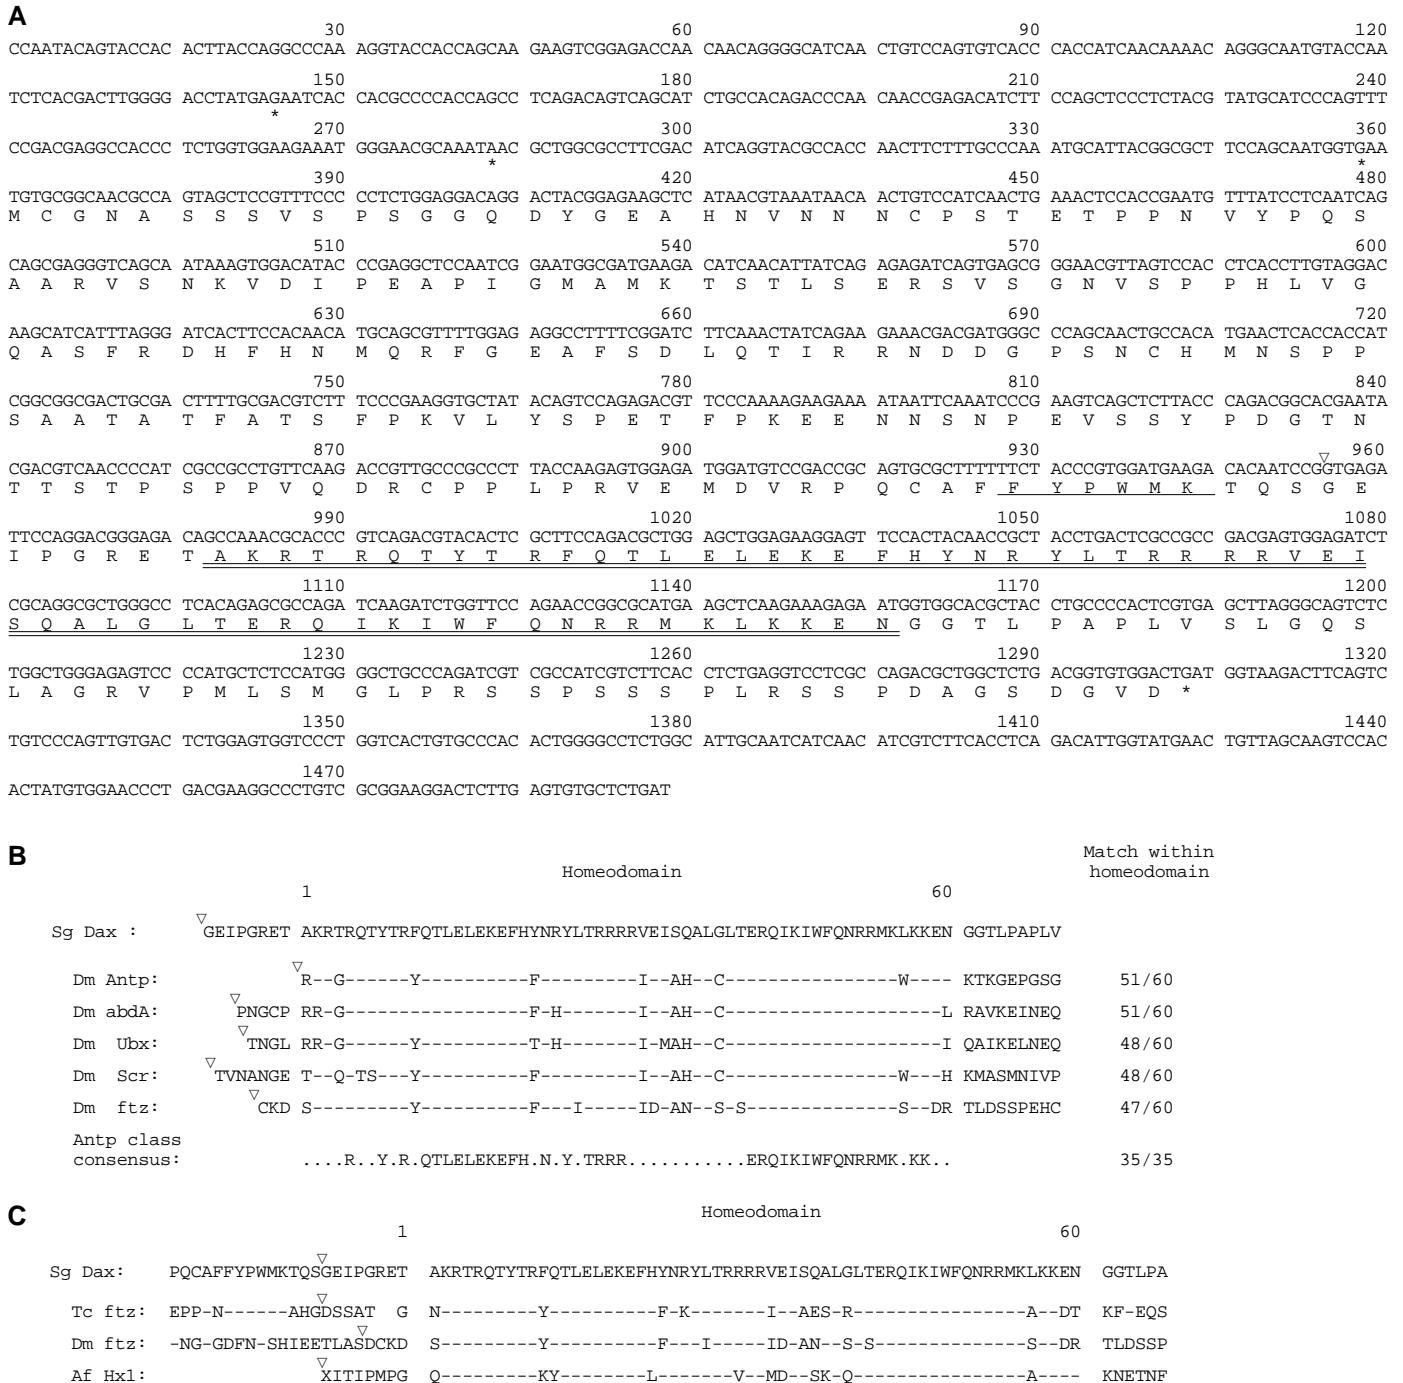 A
30 60 90 120
CCAATACAGTACCAC ACTTACCAGGCCCAA AGGTACCACCAGCAA GAAGTCGGAGACCAA CAACAGGGGCATCAA CTGTCCAGTGTCACC CACCATCAACAAAAC AGGGCAATGTACCAA
150 180 210 240
TCTCACGACTTGGGG ACCTATGAGAATCAC CACGCCCCACCAGCC TCAGACAGTCAGCAT CTGCCACAGACCCAA CAACCGAGACATCTT CCAGCTCCCTCTACG TATGCATCCCAGTTT
*
270 300 330 360
CCGACGAGGCCACCC TCTGGTGGAAGAAAT GGGAACGCAAATAAC GCTGGCGCCTTCGAC ATCAGGTACGCCACC AACTTCTTTGCCCAA ATGCATTACGGCGCT TCCAGCAATGGTGAA
* *
390 420 450 480
TGTGCGGCAACGCCA GTAGCTCCGTTTCCC CCTCTGGAGGACAGG ACTACGGAGAAGCTC ATAACGTAAATAACA ACTGTCCATCAACTG AAACTCCACCGAATG TTTATCCTCAATCAG
M C G N A S S S V S P S G G Q D Y G E A H N V N N N C P S T E T P P N V Y P Q S
510 540 570 600
CAGCGAGGGTCAGCA ATAAAGTGGACATAC CCGAGGCTCCAATCG GAATGGCGATGAAGA CATCAACATTATCAG AGAGATCAGTGAGCG GGAACGTTAGTCCAC CTCACCTTGTAGGAC
A A R V S N K V D I P E A P I G M A M K T S T L S E R S V S G N V S P P H L V G
630 660 690 720
AAGCATCATTTAGGG ATCACTTCCACAACA TGCAGCGTTTTGGAG AGGCCTTTTCGGATC TTCAAACTATCAGAA GAAACGACGATGGGC CCAGCAACTGCCACA TGAACTCACCACCAT
Q A S F R D H F H N M Q R F G E A F S D L Q T I R R N D D G P S N C H M N S P P
750 780 810 840
CGGCGGCGACTGCGA CTTTTGCGACGTCTT TCCCGAAGGTGCTAT ACAGTCCAGAGACGT TCCCAAAAGAAGAAA ATAATTCAAATCCCG AAGTCAGCTCTTACC CAGACGGCACGAATA
S A A T A T F A T S F P K V L Y S P E T F P K E E N N S N P E V S S Y P D G T N
870 900 930 960
CGACGTCAACCCCAT CGCCGCCTGTTCAAG ACCGTTGCCCGCCCT TACCAAGAGTGGAGA TGGATGTCCGACCGC AGTGCGCTTTTTTCT ACCCGTGGATGAAGA CACAATCCGGTGAGA
T T S T P S P P V Q D R C P P L P R V E M D V R P Q C A F F Y P W M K T Q S G E
990 1020 1050 1080
TTCCAGGACGGGAGA CAGCCAAACGCACCC GTCAGACGTACACTC GCTTCCAGACGCTGG AGCTGGAGAAGGAGT TCCACTACAACCGCT ACCTGACTCGCCGCC GACGAGTGGAGATCT
I P G R E T A K R T R Q T Y T R F Q T L E L E K E F H Y N R Y L T R R R R V E I
1110 1140 1170 1200
CGCAGGCGCTGGGCC TCACAGAGCGCCAGA TCAAGATCTGGTTCC AGAACCGGCGCATGA AGCTCAAGAAAGAGA ATGGTGGCACGCTAC CTGCCCCACTCGTGA GCTTAGGGCAGTCTC
S Q A L G L T E R Q I K I W F Q N R R M K L K K E N G G T L P A P L V S L G Q S
1230 1260 1290 1320
TGGCTGGGAGAGTCC CCATGCTCTCCATGG GGCTGCCCAGATCGT CGCCATCGTCTTCAC CTCTGAGGTCCTCGC CAGACGCTGGCTCTG ACGGTGTGGACTGAT GGTAAGACTTCAGTC
L A G R V P M L S M G L P R S S P S S S P L R S S P D A G S D G V D *
1350 1380 1410 1440
TGTCCCAGTTGTGAC TCTGGAGTGGTCCCT GGTCACTGTGCCCAC ACTGGGGCCTCTGGC ATTGCAATCATCAAC ATCGTCTTCACCTCA GACATTGGTATGAAC TGTTAGCAAGTCCAC
1470
ACTATGTGGAACCCT GACGAAGGCCCTGTC GCGGAAGGACTCTTG AGTGTGCTCTGAT
B
Homeodomain Match within homeodomain
1 60
Sg Dax : GEIPGRET AKRTRQTYTRFQTLELEKEFHYNRYLTRRRRVEISQALGLTERQIKIWFQNRRMKLKKEN GGTLPAPLV
Dm Antp: R--G------Y----------F---------I--AH--C----------------W---- KTKGEPGSG 51/60
Dm abdA: PNGCP RR-G-----------------F-H-------I--AH--C--------------------L RAVKEINEQ 51/60
Dm Ubx: TNGL RR-G------Y----------T-H-------I-MAH--C--------------------I QAIKELNEQ 48/60
Dm Scr: TVNANGE T--Q-TS---Y----------F---------I--AH--C----------------W---H KMASMNIVP 48/60
Dm ftz: CKD S---------Y----------F---I-----ID-AN--S-S---------------S--DR TLDSSPEHC 47/60
Antp class
consensus: ....R..Y.R.QTLELEKEFH.N.Y.TRRR...........ERQIKIWFQNRRMK.KK.. 35/35
C
Homeodomain
1 60
Sg Dax: PQCAFFYPWMKTQSGEIPGRET AKRTRQTYTRFQTLELEKEFHYNRYLTRRRRVEISQALGLTERQIKIWFQNRRMKLKKEN GGTLPA
Tc ftz: EPP-N------AHGDSSAT G N---------Y----------F-K-------I--AES-R----------------A--DT KF-EQS
Dm ftz: -NG-GDFN-SHIEETLASDCKD S---------Y----------F---I-----ID-AN--S-S--------------S--DR TLDSSP
Af Hx1: XITIPMPG Q---------KY--------L-------V--MD--SK-Q----------------A---- KNETNF